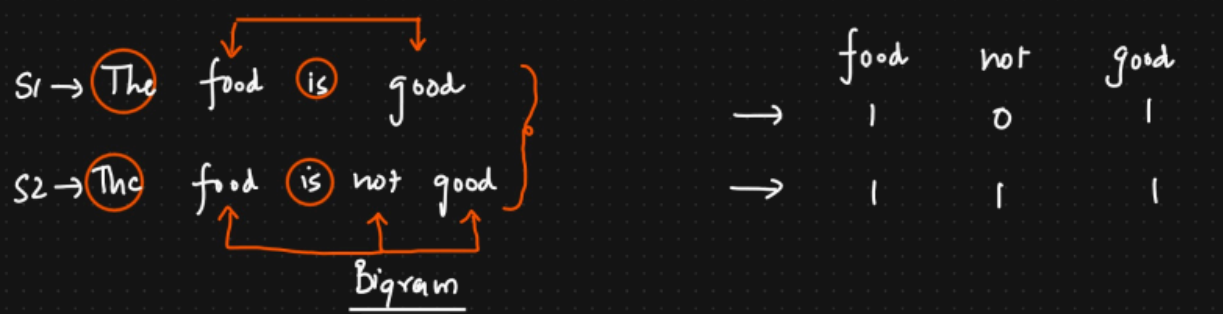 S1 → The food is good
S2 → The food is not good
Bigram
food not good
→ 1 0 1
→ 1 1 1